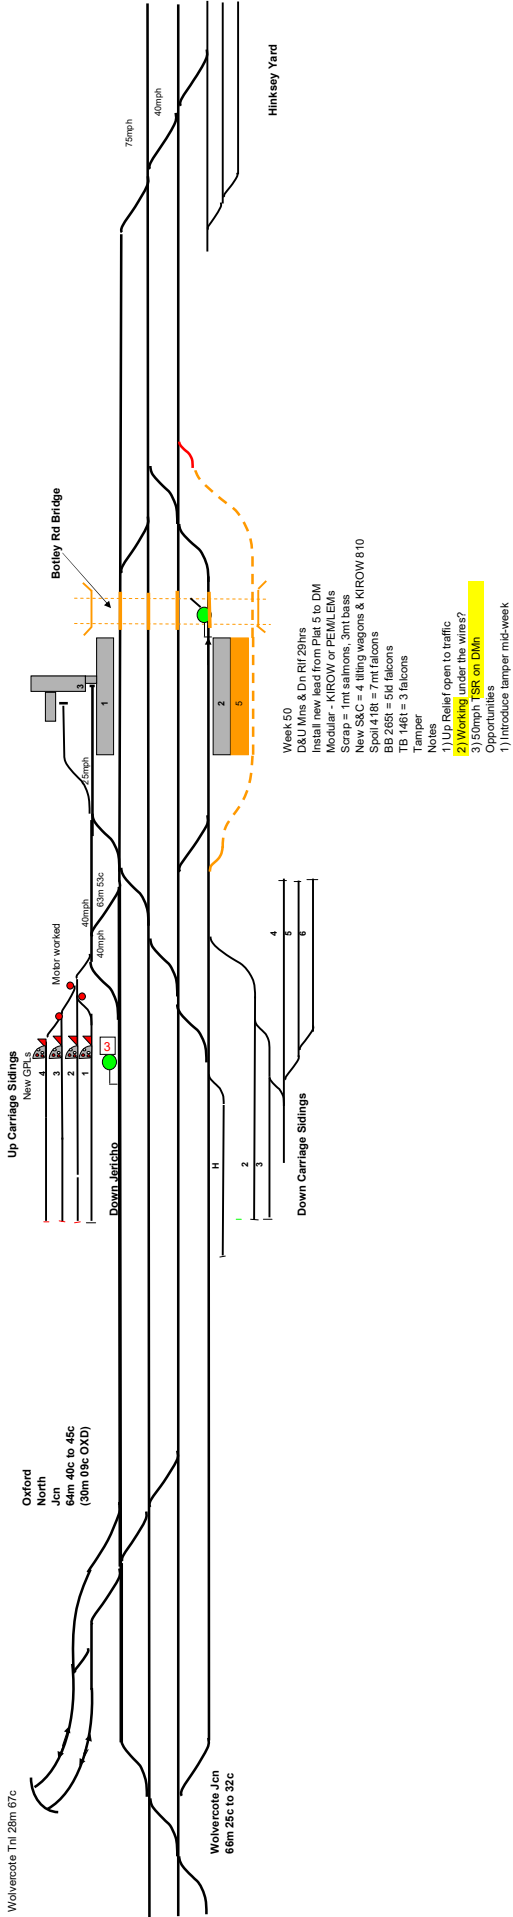 Wolvercote Tnl 28m 67c
Oxford
North
Jcn
64m 40c to 45c
(30m 09c OXD)
Wolvercote Jcn
66m 25c to 32c
Up Carriage Sidings
New GPLs
4
3
2
1
Motor worked
3
Down Jericho
40mph
40mph
63m 53c
25mph
H
2
3
Down Carriage Sidings
4
5
6
3
1
2
5
Botley Rd Bridge
75mph
40mph
Hinksey Yard
Week 50
D&U Mns & Dn Rlf 29hrs
Install new lead from Plat 5 to DM
Modular - KIROW or PEM/LEMs
Scrap = 1mt salmons, 3mt bass
New S&C = 4 tilting wagons & KIROW 810
Spoil 418t = 7mt falcons
BB 265t = 5ld falcons
TB 146t = 3 falcons
Tamper
Notes
1) Up Relief open to traffic
2) Working under the wires?
3) 50mph TSR on DMn
Opportunities
1) Introduce tamper mid-week